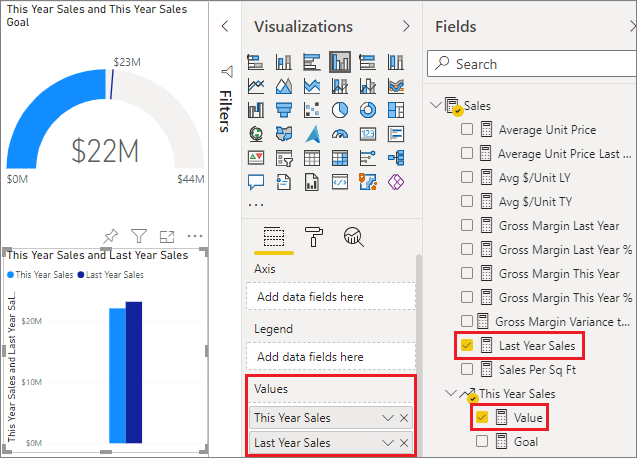 This Year Sales and This Year Sales
Goal
$23M
$22M
$0M
$44M
This Year Sales and Last Year Sales
This Year Sales
Last Year Sales
This Year Sales and Last Year Sal...
$20M
$10M
$0M
Filters
Visualizations
123
R
Py
...
Axis
Add data fields here
Legend
Add data fields here
Values
This Year Sales
Last Year Sales
Fields
Search
Sales
Average Unit Price
Average Unit Price Last ...
Avg $/Unit LY
Avg $/Unit TY
Gross Margin Last Year
Gross Margin Last Year %
Gross Margin This Year
Gross Margin This Year %
Gross Margin Variance t...
Last Year Sales
Sales Per Sq Ft
This Year Sales
Value
Goal